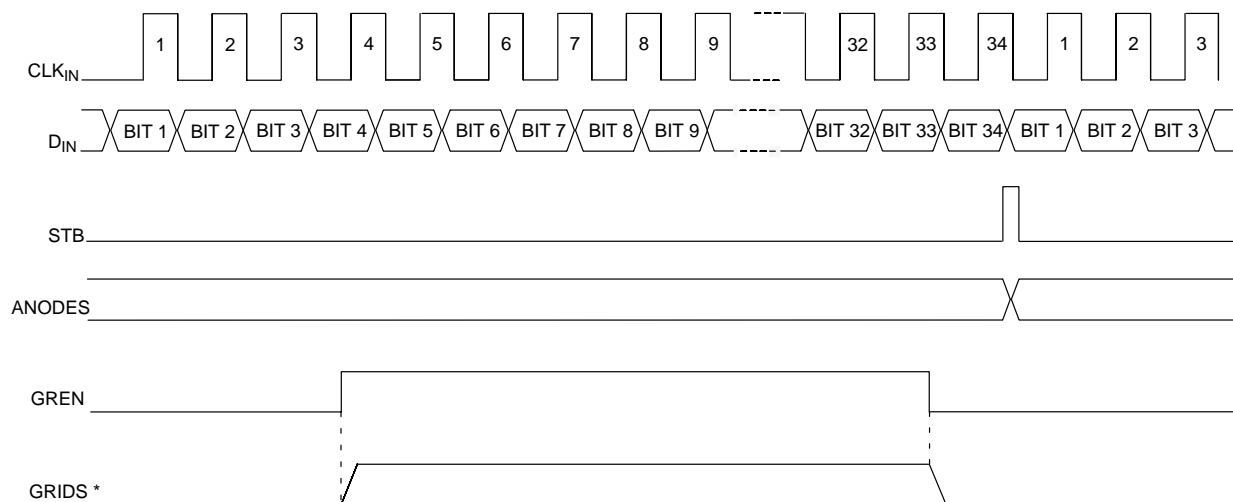 1 2 3 4 5 6 7 8 9 32 33 34 1 2 3
CLKIN
DIN
BIT 1 BIT 2 BIT 3 BIT 4 BIT 5 BIT 6 BIT 7 BIT 8 BIT 9 BIT 32 BIT 33 BIT 34 BIT 1 BIT 2 BIT 3
STB
ANODES
GREN
GRIDS *